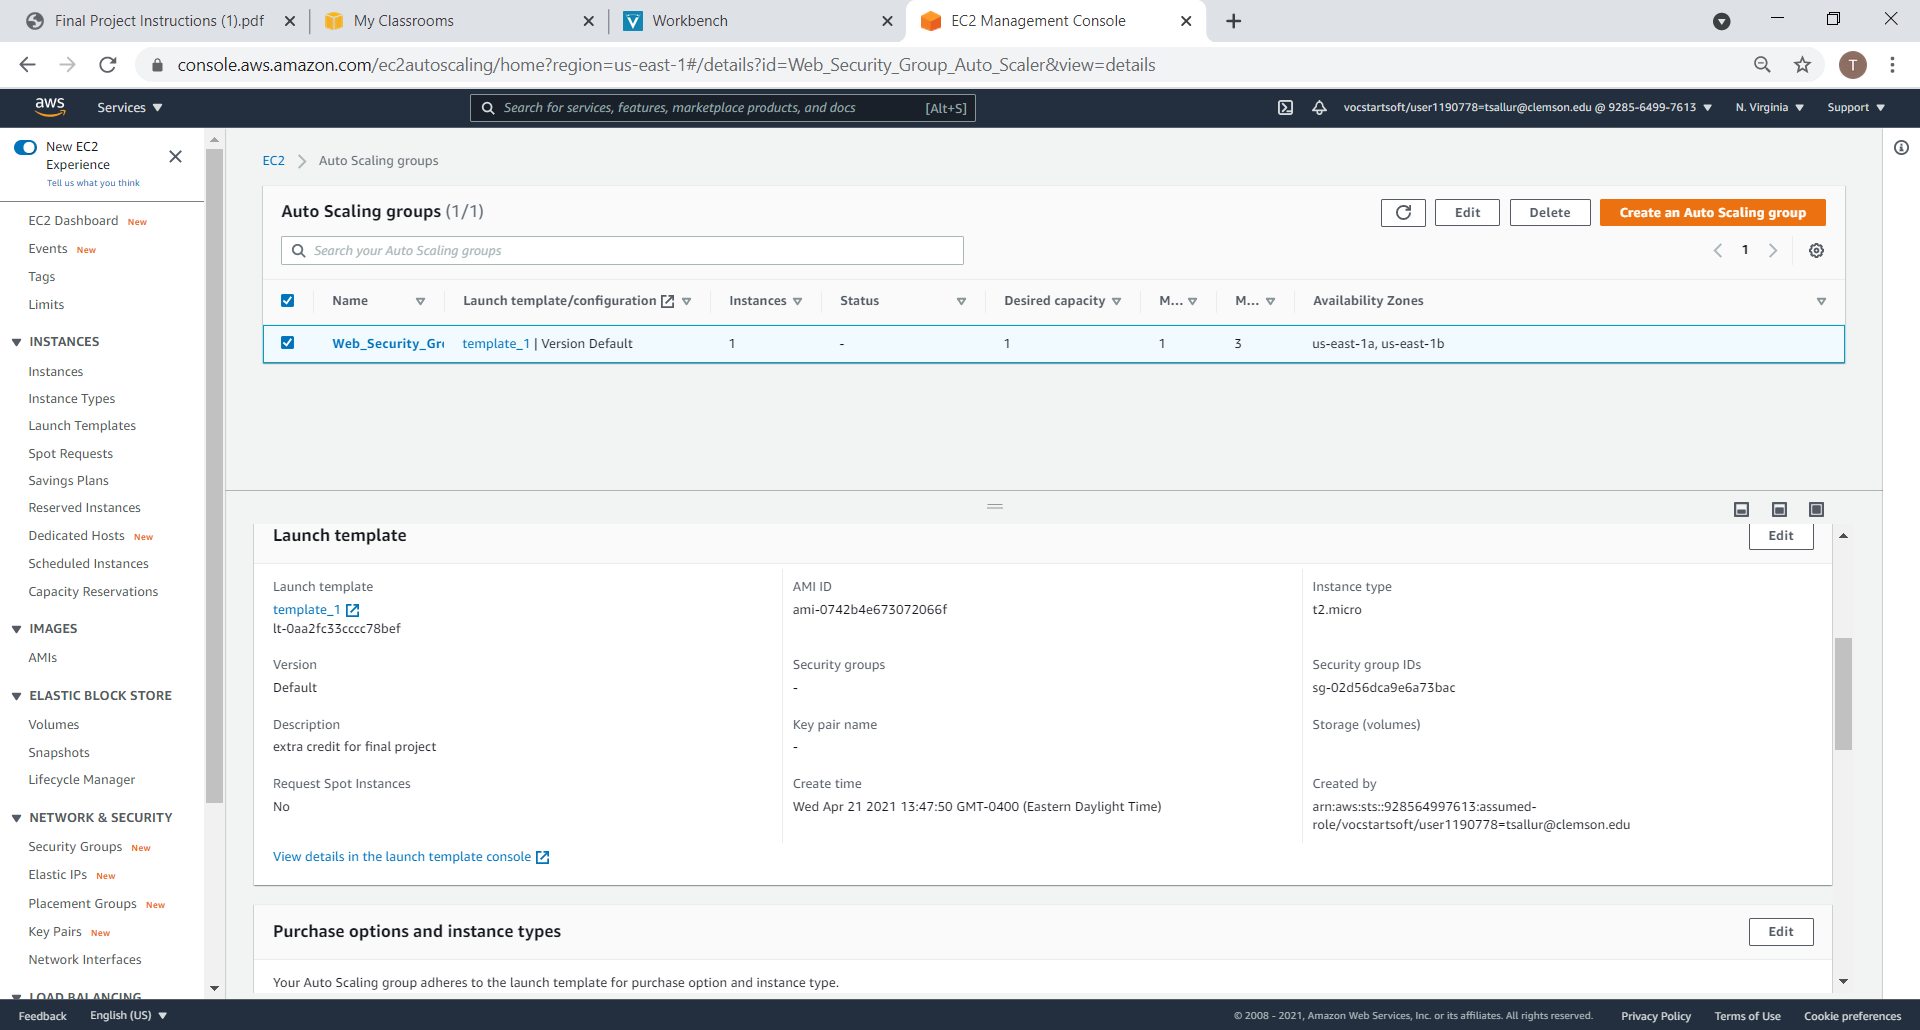 Final Project Instructions (1).pdf
My Classrooms
Workbench
EC2 Management Console
console.aws.amazon.com/ec2autoscaling/home?region=us-east-1#/details?id=Web_Security_Group_Auto_Scaler&view=details
T
aws
Services
Search for services, features, marketplace products, and docs
[Alt+S]
vocstartsoft/user1190778=tsallur@clemson.edu @ 9285-6499-7613
N. Virginia
Support
New EC2
Experience
Tell us what you think
EC2 Dashboard New
Events New
Tags
Limits
INSTANCES
Instances
Instance Types
Launch Templates
Spot Requests
Savings Plans
Reserved Instances
Dedicated Hosts New
Scheduled Instances
Capacity Reservations
IMAGES
AMIs
ELASTIC BLOCK STORE
Volumes
Snapshots
Lifecycle Manager
NETWORK & SECURITY
Security Groups New
Elastic IPs New
Placement Groups New
Key Pairs New
Network Interfaces
LOAD BALANCING
EC2 > Auto Scaling groups
Auto Scaling groups (1/1)
Edit
Delete
Create an Auto Scaling group
Search your Auto Scaling groups
1
Name
Launch template/configuration
Instances
Status
Desired capacity
M...
M...
Availability Zones
Web_Security_Gr
template_1 | Version Default
1
-
1
1
3
us-east-1a, us-east-1b
Launch template
Edit
Launch template
template_1
lt-0aa2fc33cccc78bef
AMI ID
ami-0742b4e673072066f
Instance type
t2.micro
Version
Default
Security groups
-
Security group IDs
sg-02d56dca9e6a73bac
Description
extra credit for final project
Key pair name
-
Storage (volumes)
Request Spot Instances
No
Create time
Wed Apr 21 2021 13:47:50 GMT-0400 (Eastern Daylight Time)
Created by
arn:aws:sts::928564997613:assumed-
role/vocstartsoft/user1190778=tsallur@clemson.edu
View details in the launch template console
Purchase options and instance types
Edit
Your Auto Scaling group adheres to the launch template for purchase option and instance type.
Feedback
English (US)
© 2008 - 2021, Amazon Web Services, Inc. or its affiliates. All rights reserved.
Privacy Policy
Terms of Use
Cookie preferences